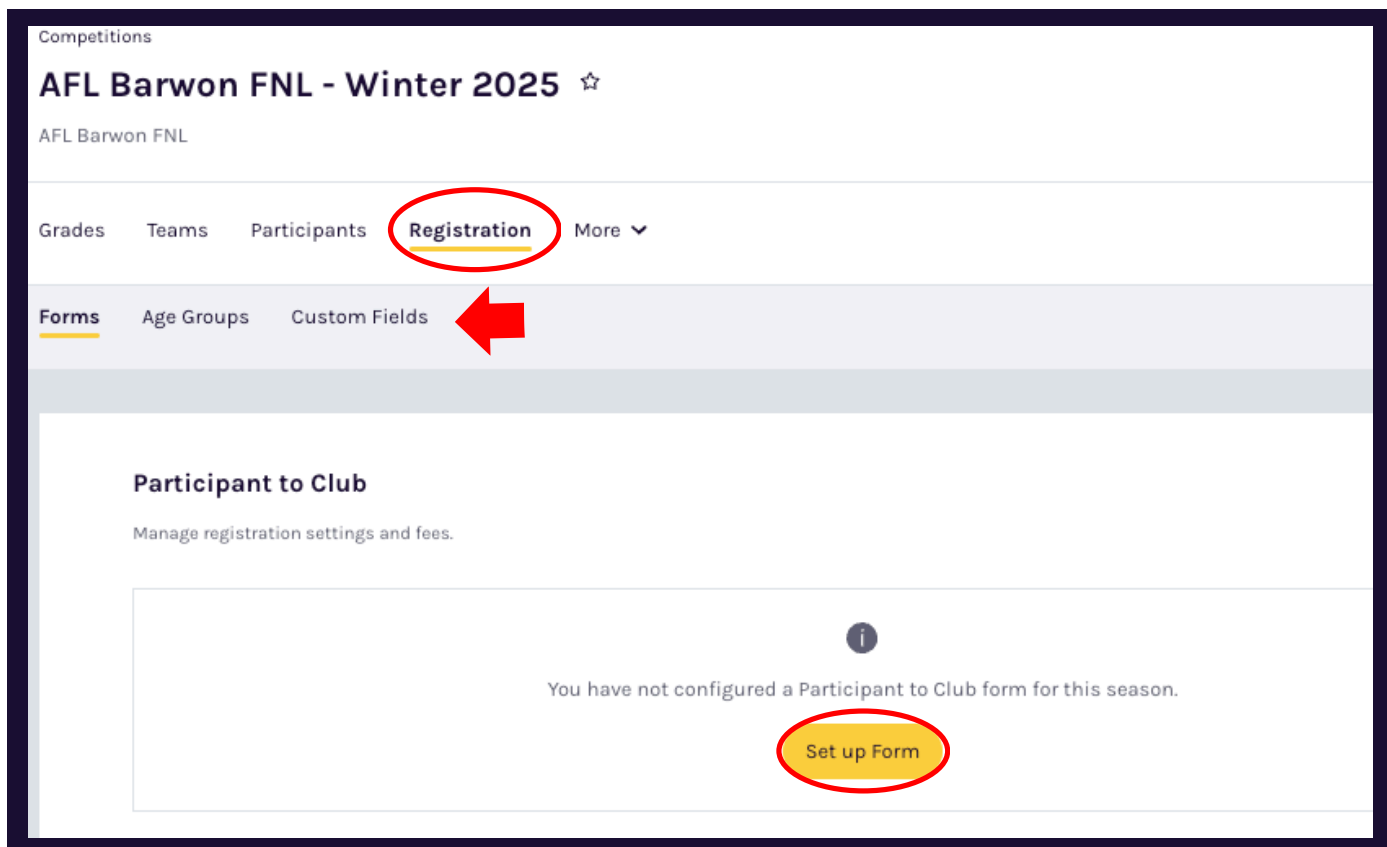 Competitions
AFL Barwon FNL - Winter 2025
AFL Barwon FNL
Grades Teams Participants Registration More
Forms Age Groups Custom Fields
Participant to Club
Manage registration settings and fees.
i
You have not configured a Participant to Club form for this season.
Set up Form